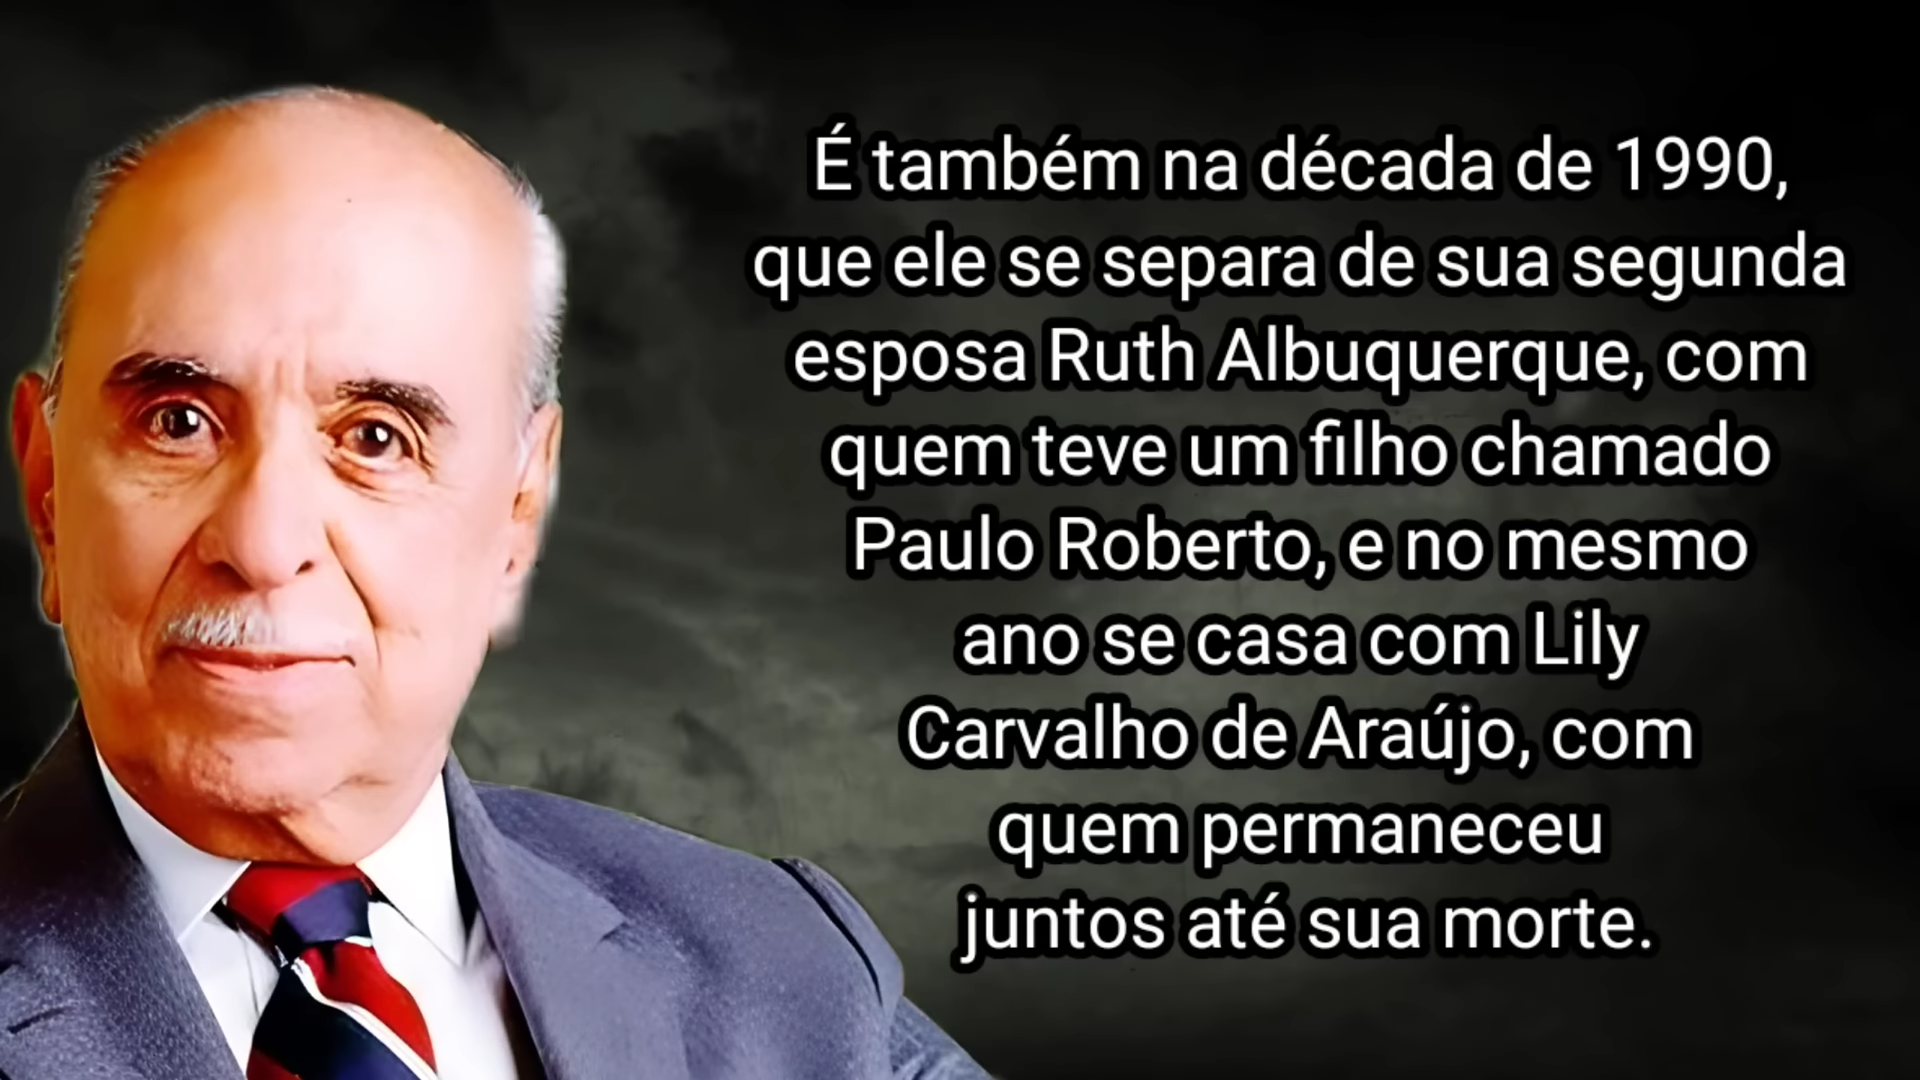 É também na década de 1990,
que ele se separa de sua segunda
esposa Ruth Albuquerque, com
quem teve um filho chamado
Paulo Roberto, e no mesmo
ano se casa com Lily
Carvalho de Araújo, com
quem permaneceu
juntos até sua morte.